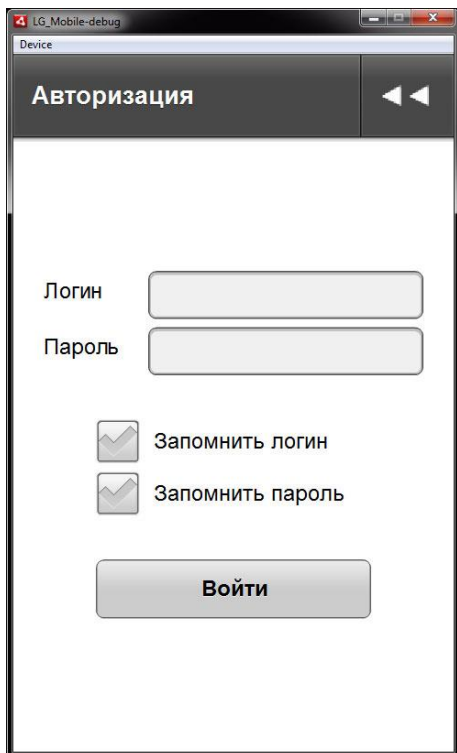 LG_Mobile-debug
Device
Авторизация
Логин
Пароль
Запомнить логин
Запомнить пароль
Войти